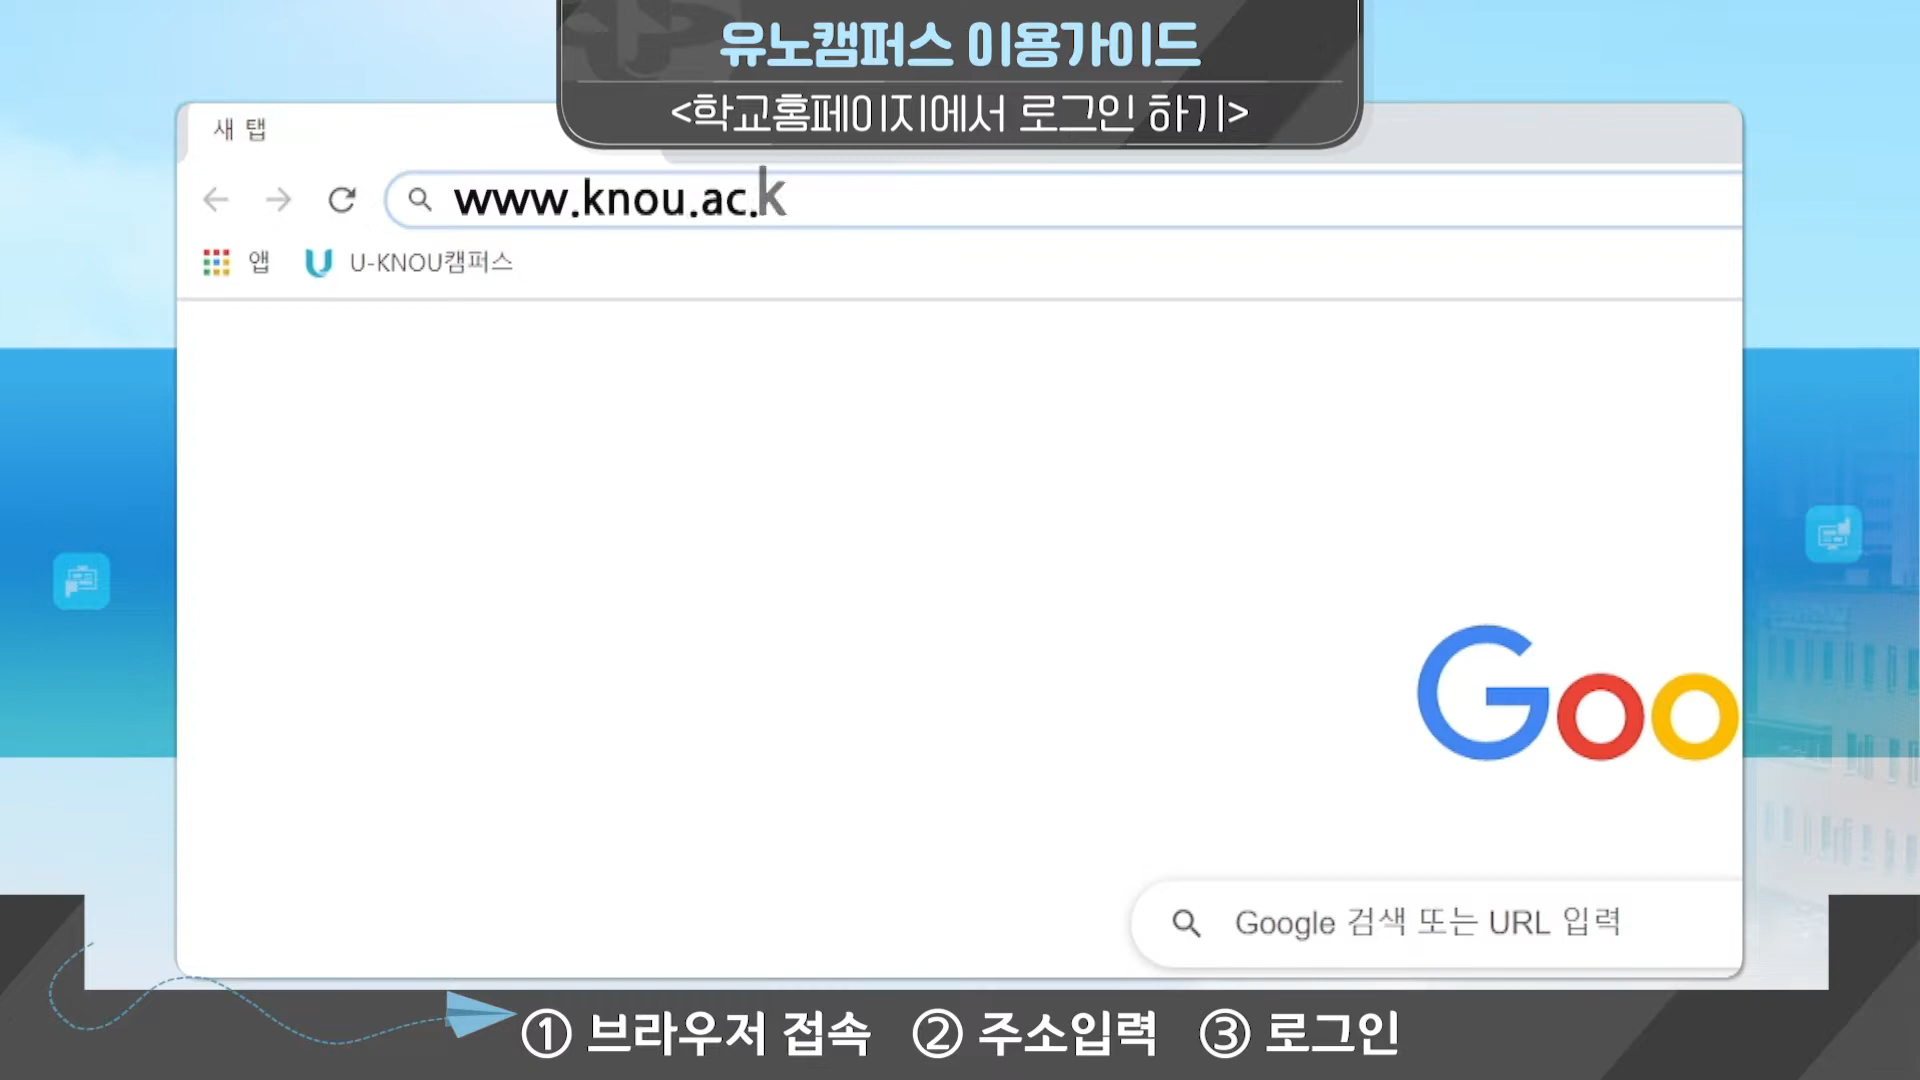 유노캠퍼스 이용가이드
<학교홈페이지에서 로그인 하기>
새 탭
www.knou.ac.k
앱 U-KNOU캠퍼스
Goo
Google 검색 또는 URL 입력
① 브라우저 접속 ② 주소입력 ③ 로그인